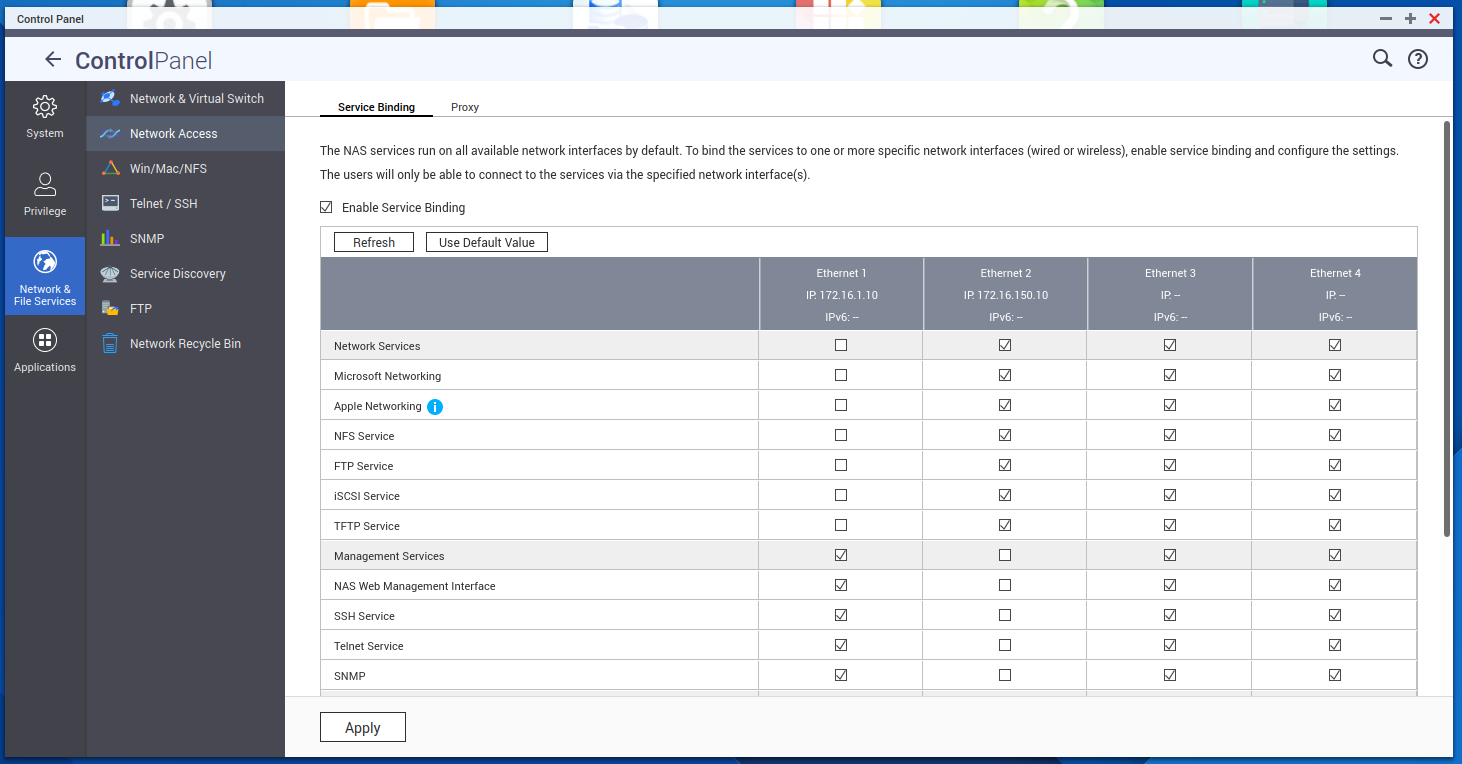 Control Panel
ControlPanel
System
Privilege
Network &
File Services
Applications
Network & Virtual Switch
Network Access
Win/Mac/NFS
Telnet / SSH
SNMP
Service Discovery
FTP
Network Recycle Bin
Service Binding Proxy
The NAS services run on all available network interfaces by default. To bind the services to one or more specific network interfaces (wired or wireless), enable service binding and configure the settings.
The users will only be able to connect to the services via the specified network interface(s).
Enable Service Binding
Refresh Use Default Value
Ethernet 1 Ethernet 2 Ethernet 3 Ethernet 4
IP: 172.16.1.10 IP: 172.16.150.10 IP: -- IP: --
IPv6: -- IPv6: -- IPv6: -- IPv6: --
Network Services
Microsoft Networking
Apple Networking
NFS Service
FTP Service
iSCSI Service
TFTP Service
Management Services
NAS Web Management Interface
SSH Service
Telnet Service
SNMP
Apply